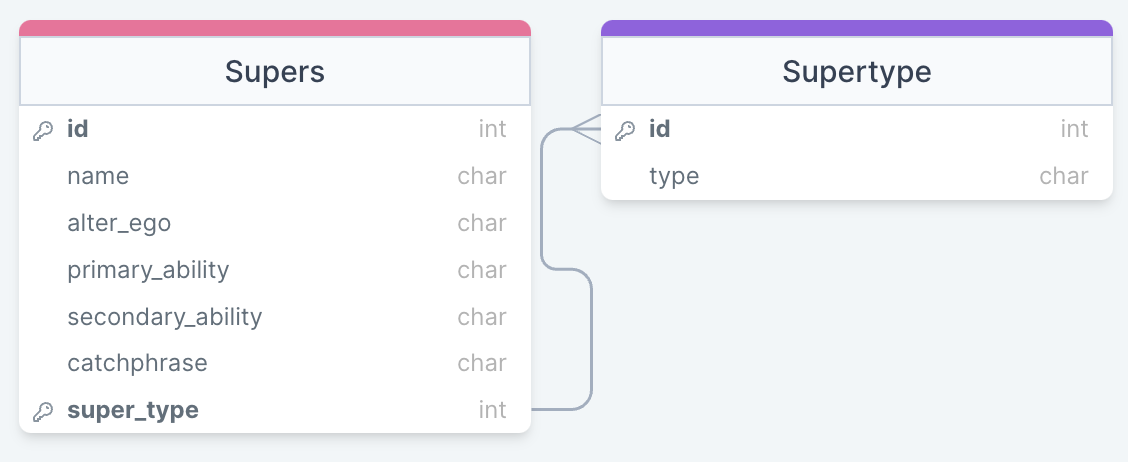 Supers
id int
name char
alter_ego char
primary_ability char
secondary_ability char
catchphrase char
super_type int
Supertype
id int
type char